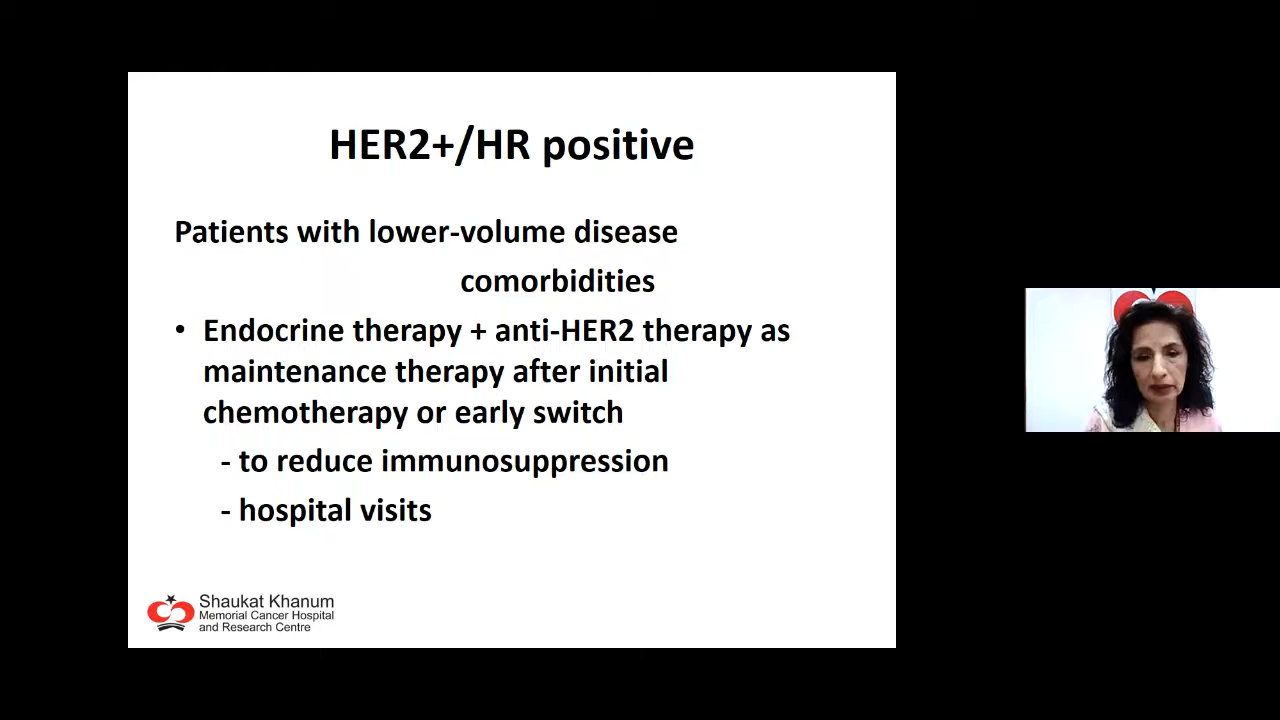 HER2+/HR positive
Patients with lower-volume disease
comorbidities
• Endocrine therapy + anti-HER2 therapy as
maintenance therapy after initial
chemotherapy or early switch
- to reduce immunosuppression
- hospital visits
Shaukat Khanum
Memorial Cancer Hospital
and Research Centre